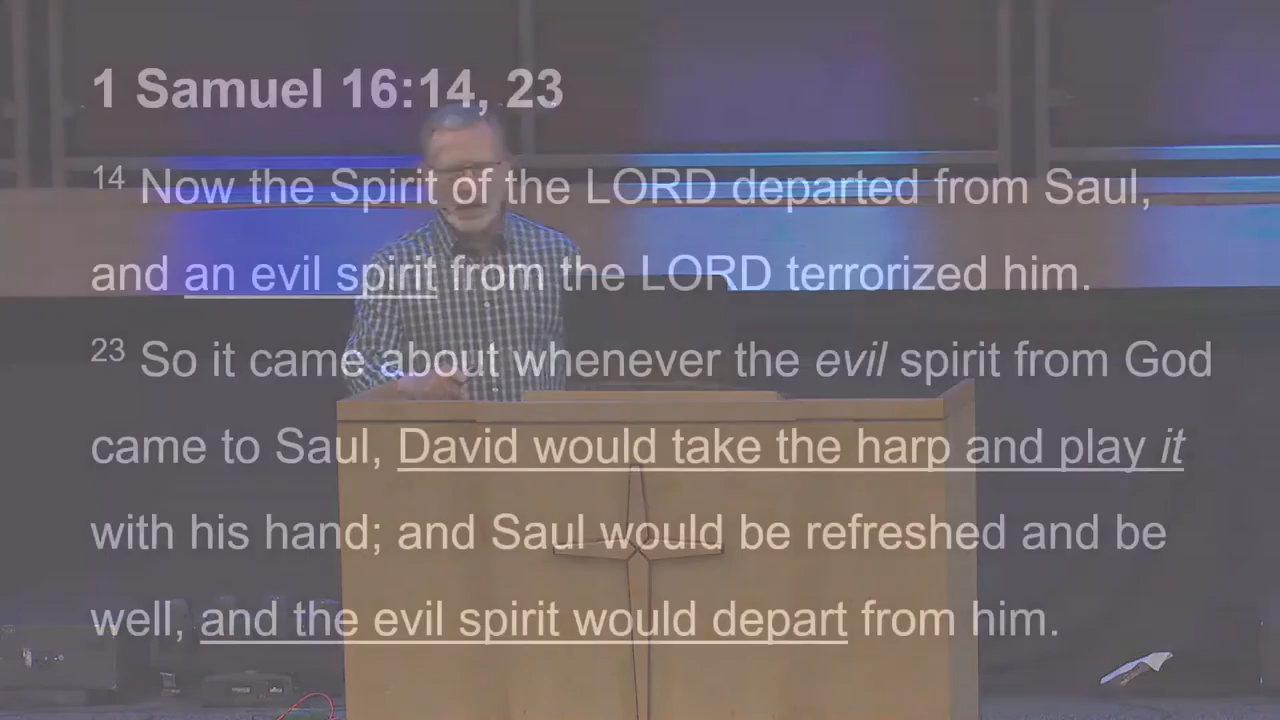 1 Samuel 16:14, 23
14 Now the Spirit of the LORD departed from Saul,
and an evil spirit from the LORD terrorized him.
23 So it came about whenever the evil spirit from God
came to Saul, David would take the harp and play it
with his hand; and Saul would be refreshed and be
well, and the evil spirit would depart from him.